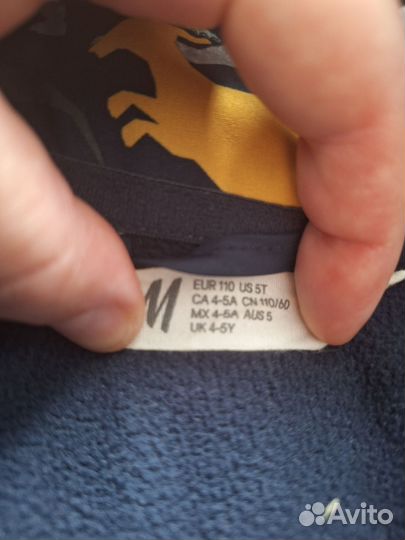 M
EUR 110 US 5T
CA 4-5A CN 110/60
MX 4-5A AUS 5
UK 4-5Y
Avito